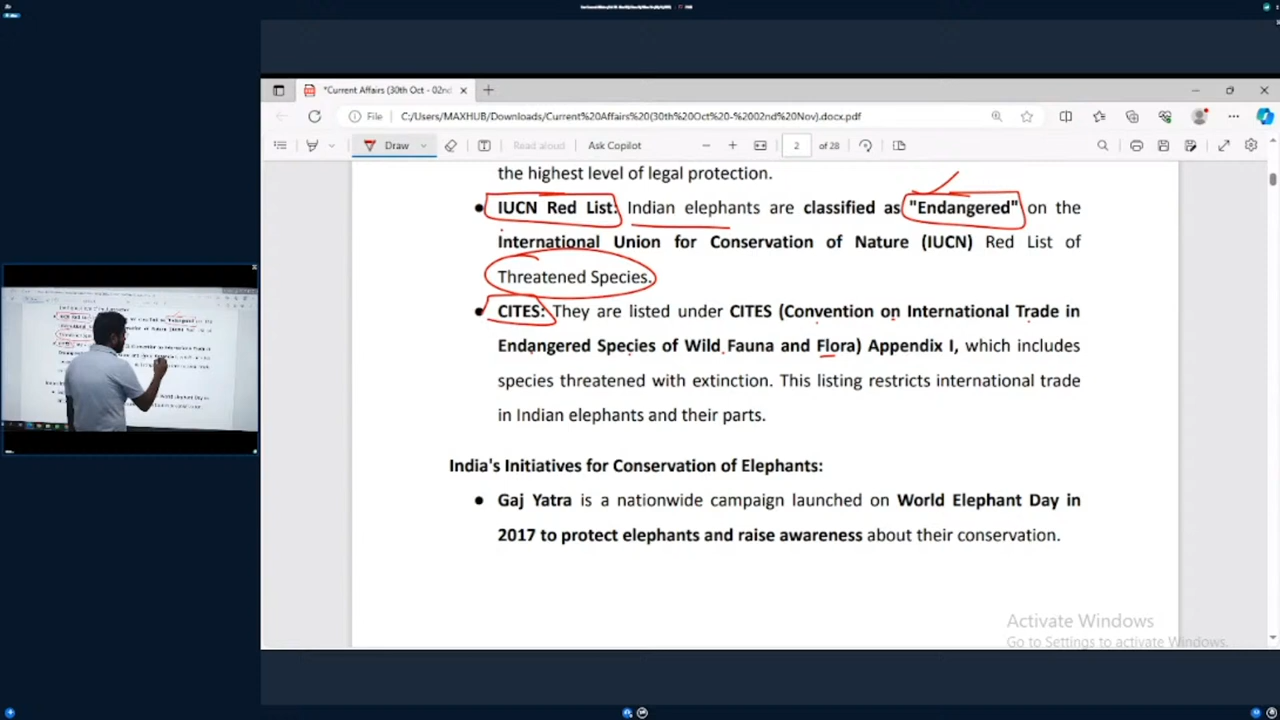 *Current Affairs (30th Oct - 02nd
File
C:/Users/MAXHUB/Downloads/Current%20Affairs%20(30th%20Oct%20-%2002nd%20Nov).docx.pdf
Draw
Read aloud
Ask Copilot
2 of 28
the highest level of legal protection.
● IUCN Red List: Indian elephants are classified as "Endangered" on the
International Union for Conservation of Nature (IUCN) Red List of
Threatened Species.
● CITES: They are listed under CITES (Convention on International Trade in
Endangered Species of Wild Fauna and Flora) Appendix I, which includes
species threatened with extinction. This listing restricts international trade
in Indian elephants and their parts.
India's Initiatives for Conservation of Elephants:
● Gaj Yatra is a nationwide campaign launched on World Elephant Day in
2017 to protect elephants and raise awareness about their conservation.
Activate Windows
Go to Settings to activate Windows.